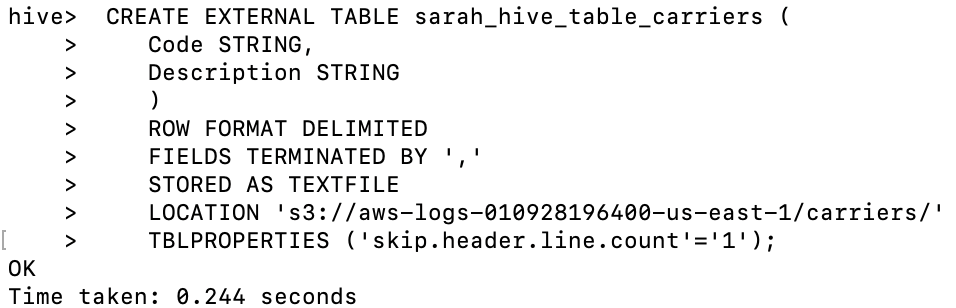 hive>  CREATE EXTERNAL TABLE sarah_hive_table_carriers (
    >     Code STRING,
    >     Description STRING
    >     )
    >     ROW FORMAT DELIMITED
    >     FIELDS TERMINATED BY ','
    >     STORED AS TEXTFILE
    >     LOCATION 's3://aws-logs-010928196400-us-east-1/carriers/'
[    >     TBLPROPERTIES ('skip.header.line.count'='1');
OK
Time taken: 0.244 seconds